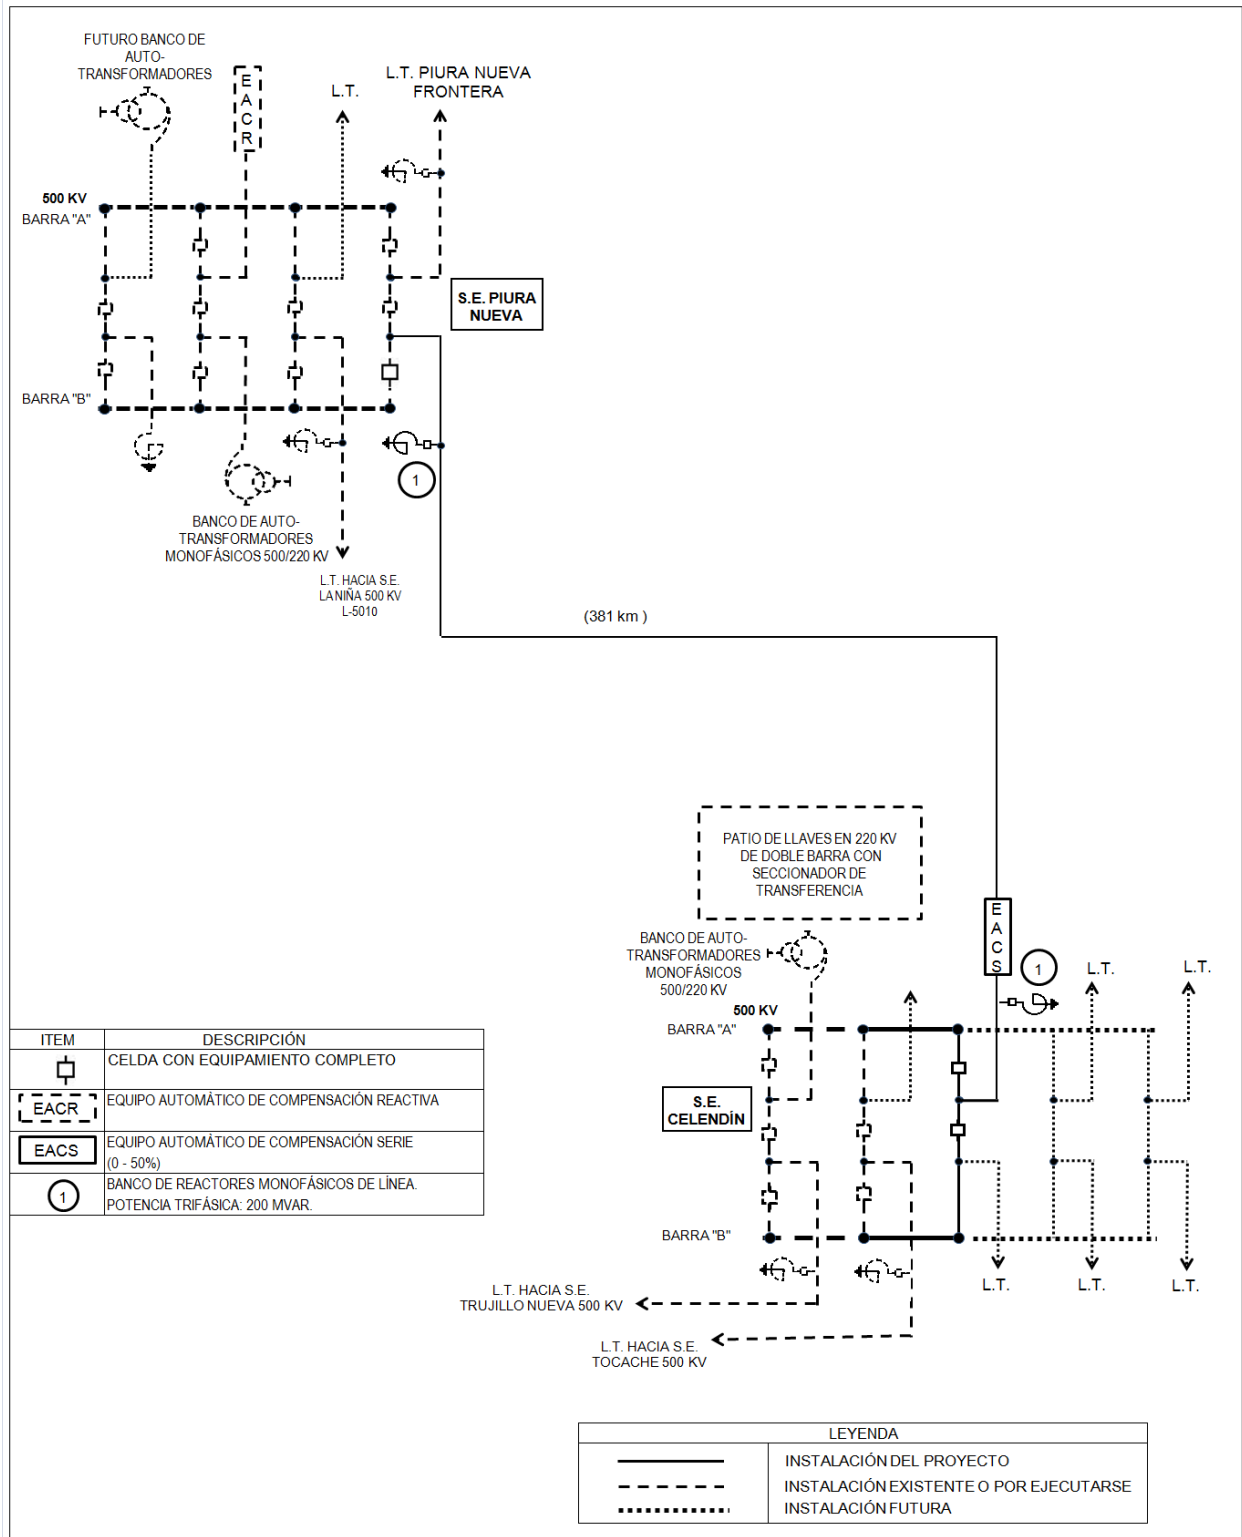 FUTURO BANCO DE
AUTO-
TRANSFORMADORES
E
A
C
R
L.T.
L.T. PIURA NUEVA
FRONTERA
500 KV
BARRA "A"
S.E. PIURA
NUEVA
BARRA "B"
1
BANCO DE AUTO-
TRANSFORMADORES
MONOFÁSICOS 500/220 KV
L.T. HACIA S.E.
LA NIÑA 500 KV
L-5010
(381 km )
PATIO DE LLAVES EN 220 KV
DE DOBLE BARRA CON
SECCIONADOR DE
TRANSFERENCIA
E
A
C
S
1
BANCO DE AUTO-
TRANSFORMADORES
MONOFÁSICOS
500/220 KV
L.T.
L.T.
500 KV
BARRA "A"
S.E.
CELENDÍN
BARRA "B"
L.T.
L.T.
L.T.
L.T. HACIA S.E.
TRUJILLO NUEVA 500 KV
L.T. HACIA S.E.
TOCACHE 500 KV
ITEM DESCRIPCIÓN
CELDA CON EQUIPAMIENTO COMPLETO
EACR EQUIPO AUTOMÁTICO DE COMPENSACIÓN REACTIVA
EACS EQUIPO AUTOMÁTICO DE COMPENSACIÓN SERIE
(0 - 50%)
1 BANCO DE REACTORES MONOFÁSICOS DE LÍNEA.
POTENCIA TRIFÁSICA: 200 MVAR.
LEYENDA
INSTALACIÓN DEL PROYECTO
INSTALACIÓN EXISTENTE O POR EJECUTARSE
INSTALACIÓN FUTURA